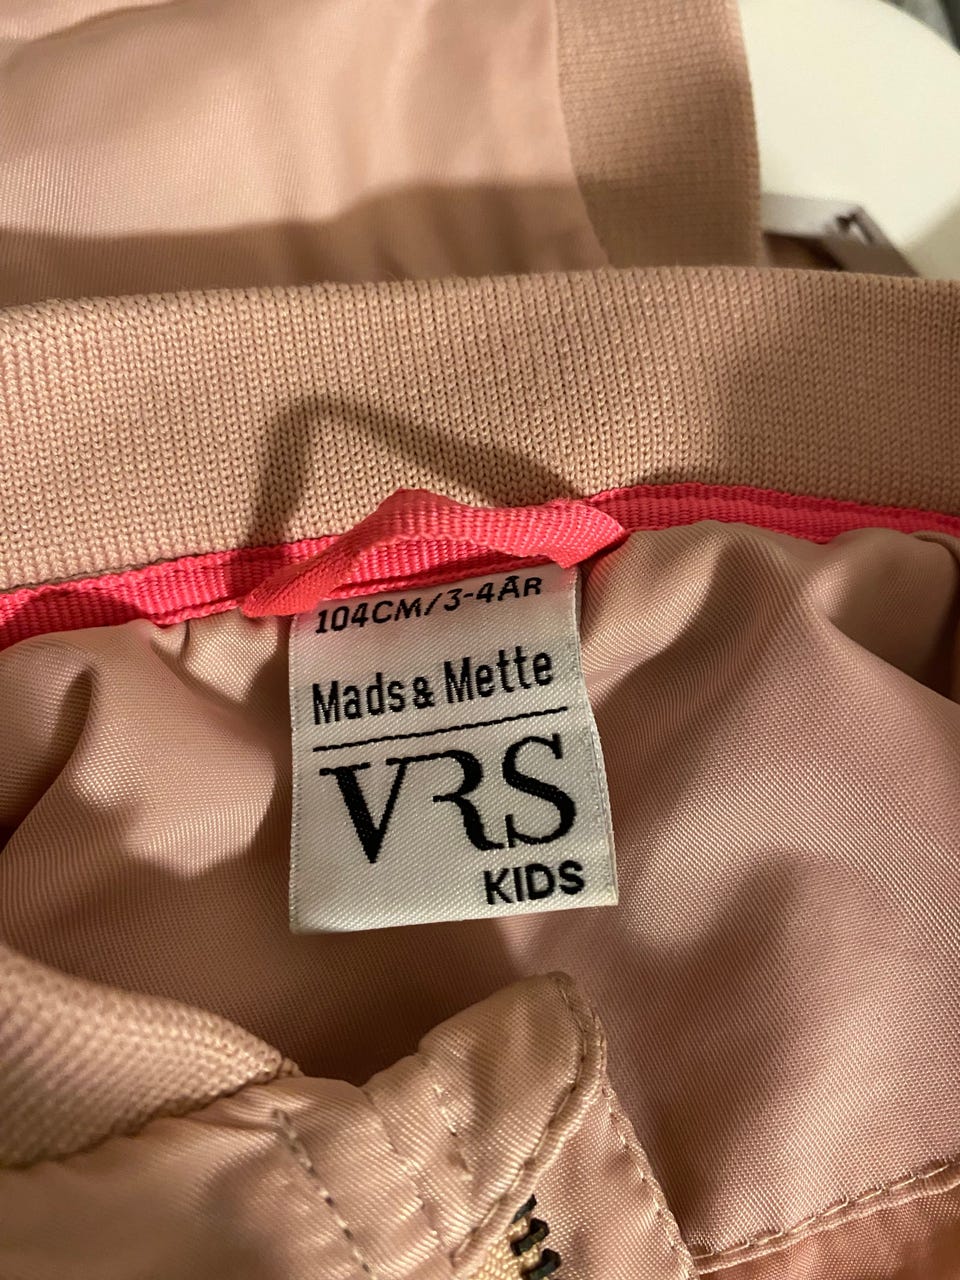 104CM/3-4ÅR
Mads & Mette
VRS
KIDS